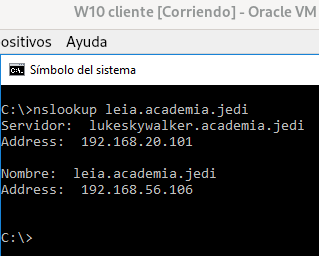 W10 cliente [Corriendo] - Oracle VM
ositivos Ayuda
Símbolo del sistema
C:\>nslookup leia.academia.jedi
Servidor: lukeskywalker.academia.jedi
Address: 192.168.20.101
Nombre: leia.academia.jedi
Address: 192.168.56.106
C:\>